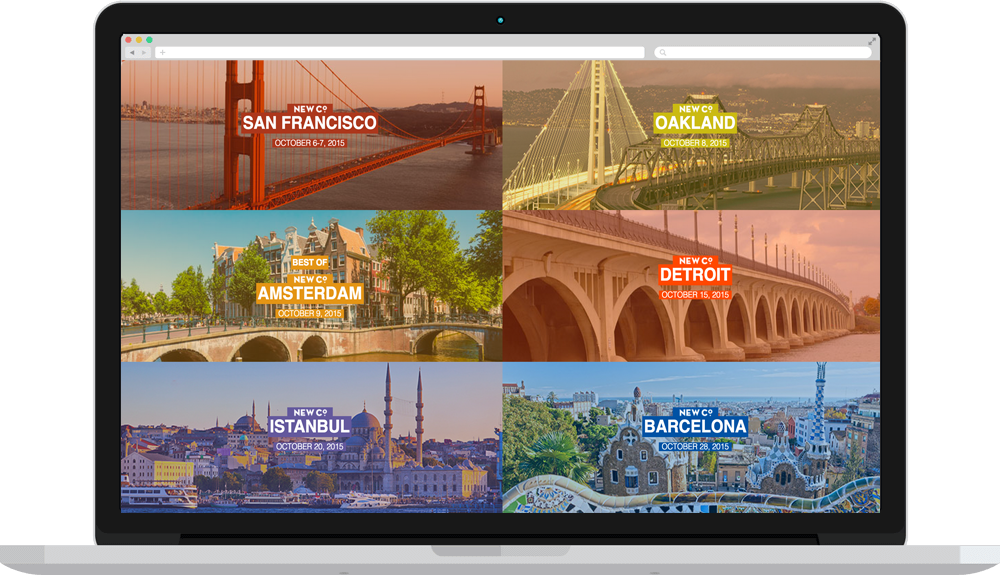 NEW CO
SAN FRANCISCO
OCTOBER 6-7, 2015
NEW CO
OAKLAND
OCTOBER 8, 2015
BEST OF
NEW CO
AMSTERDAM
OCTOBER 9, 2015
NEW CO
DETROIT
OCTOBER 15, 2015
NEW CO
ISTANBUL
OCTOBER 20, 2015
NEW CO
BARCELONA
OCTOBER 28, 2015